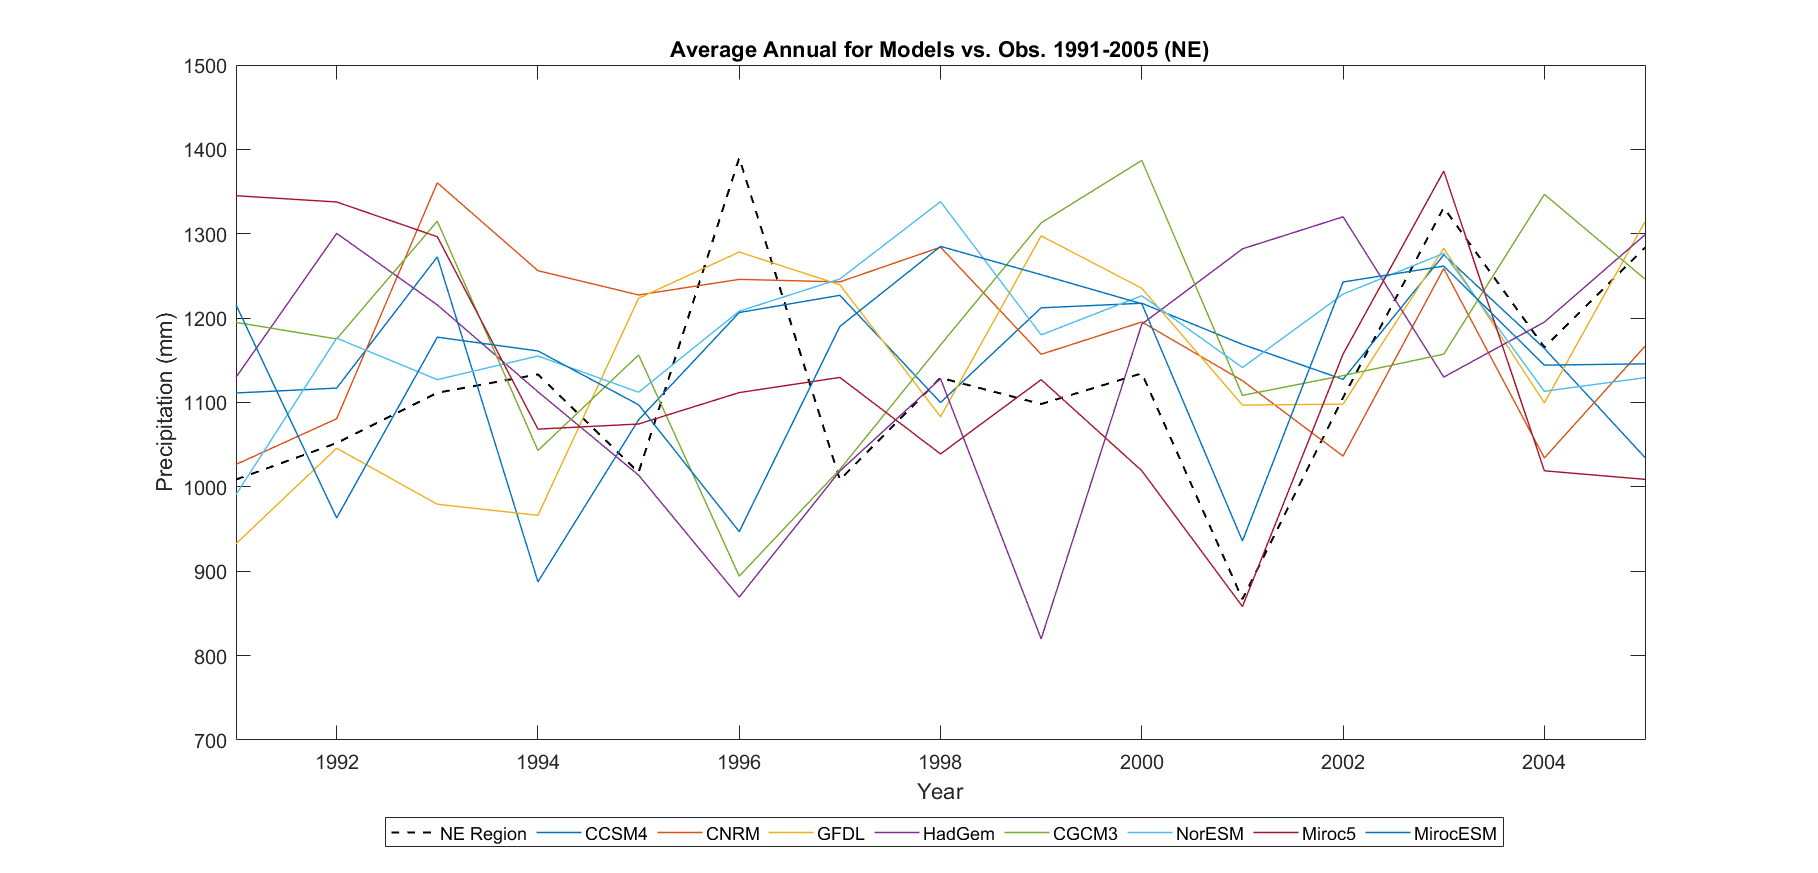 Average Annual for Models vs. Obs. 1991-2005 (NE)
1500
1400
1300
1200
1100
1000
900
800
700
Precipitation (mm)
1992 1994 1996 1998 2000 2002 2004
Year
NE Region CCSM4 CNRM GFDL HadGem CGCM3 NorESM Miroc5 MirocESM